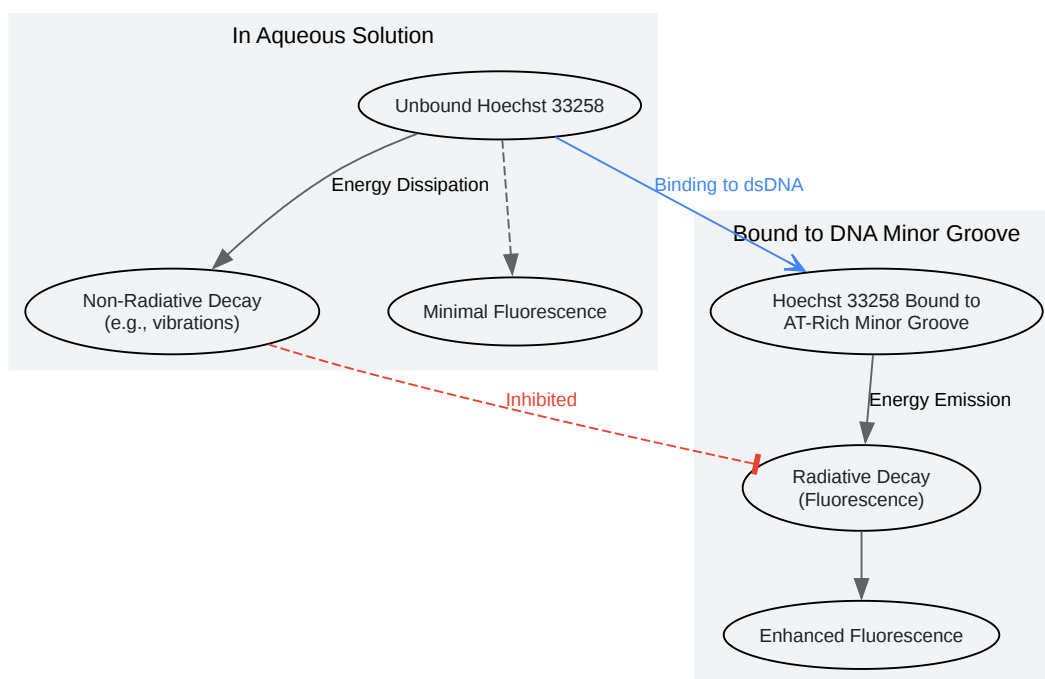 In Aqueous Solution
Unbound Hoechst 33258
Energy Dissipation
Binding to dsDNA
Bound to DNA Minor Groove
Non-Radiative Decay
(e.g., vibrations)
Minimal Fluorescence
Hoechst 33258 Bound to
AT-Rich Minor Groove
Inhibited
Energy Emission
Radiative Decay
(Fluorescence)
Enhanced Fluorescence